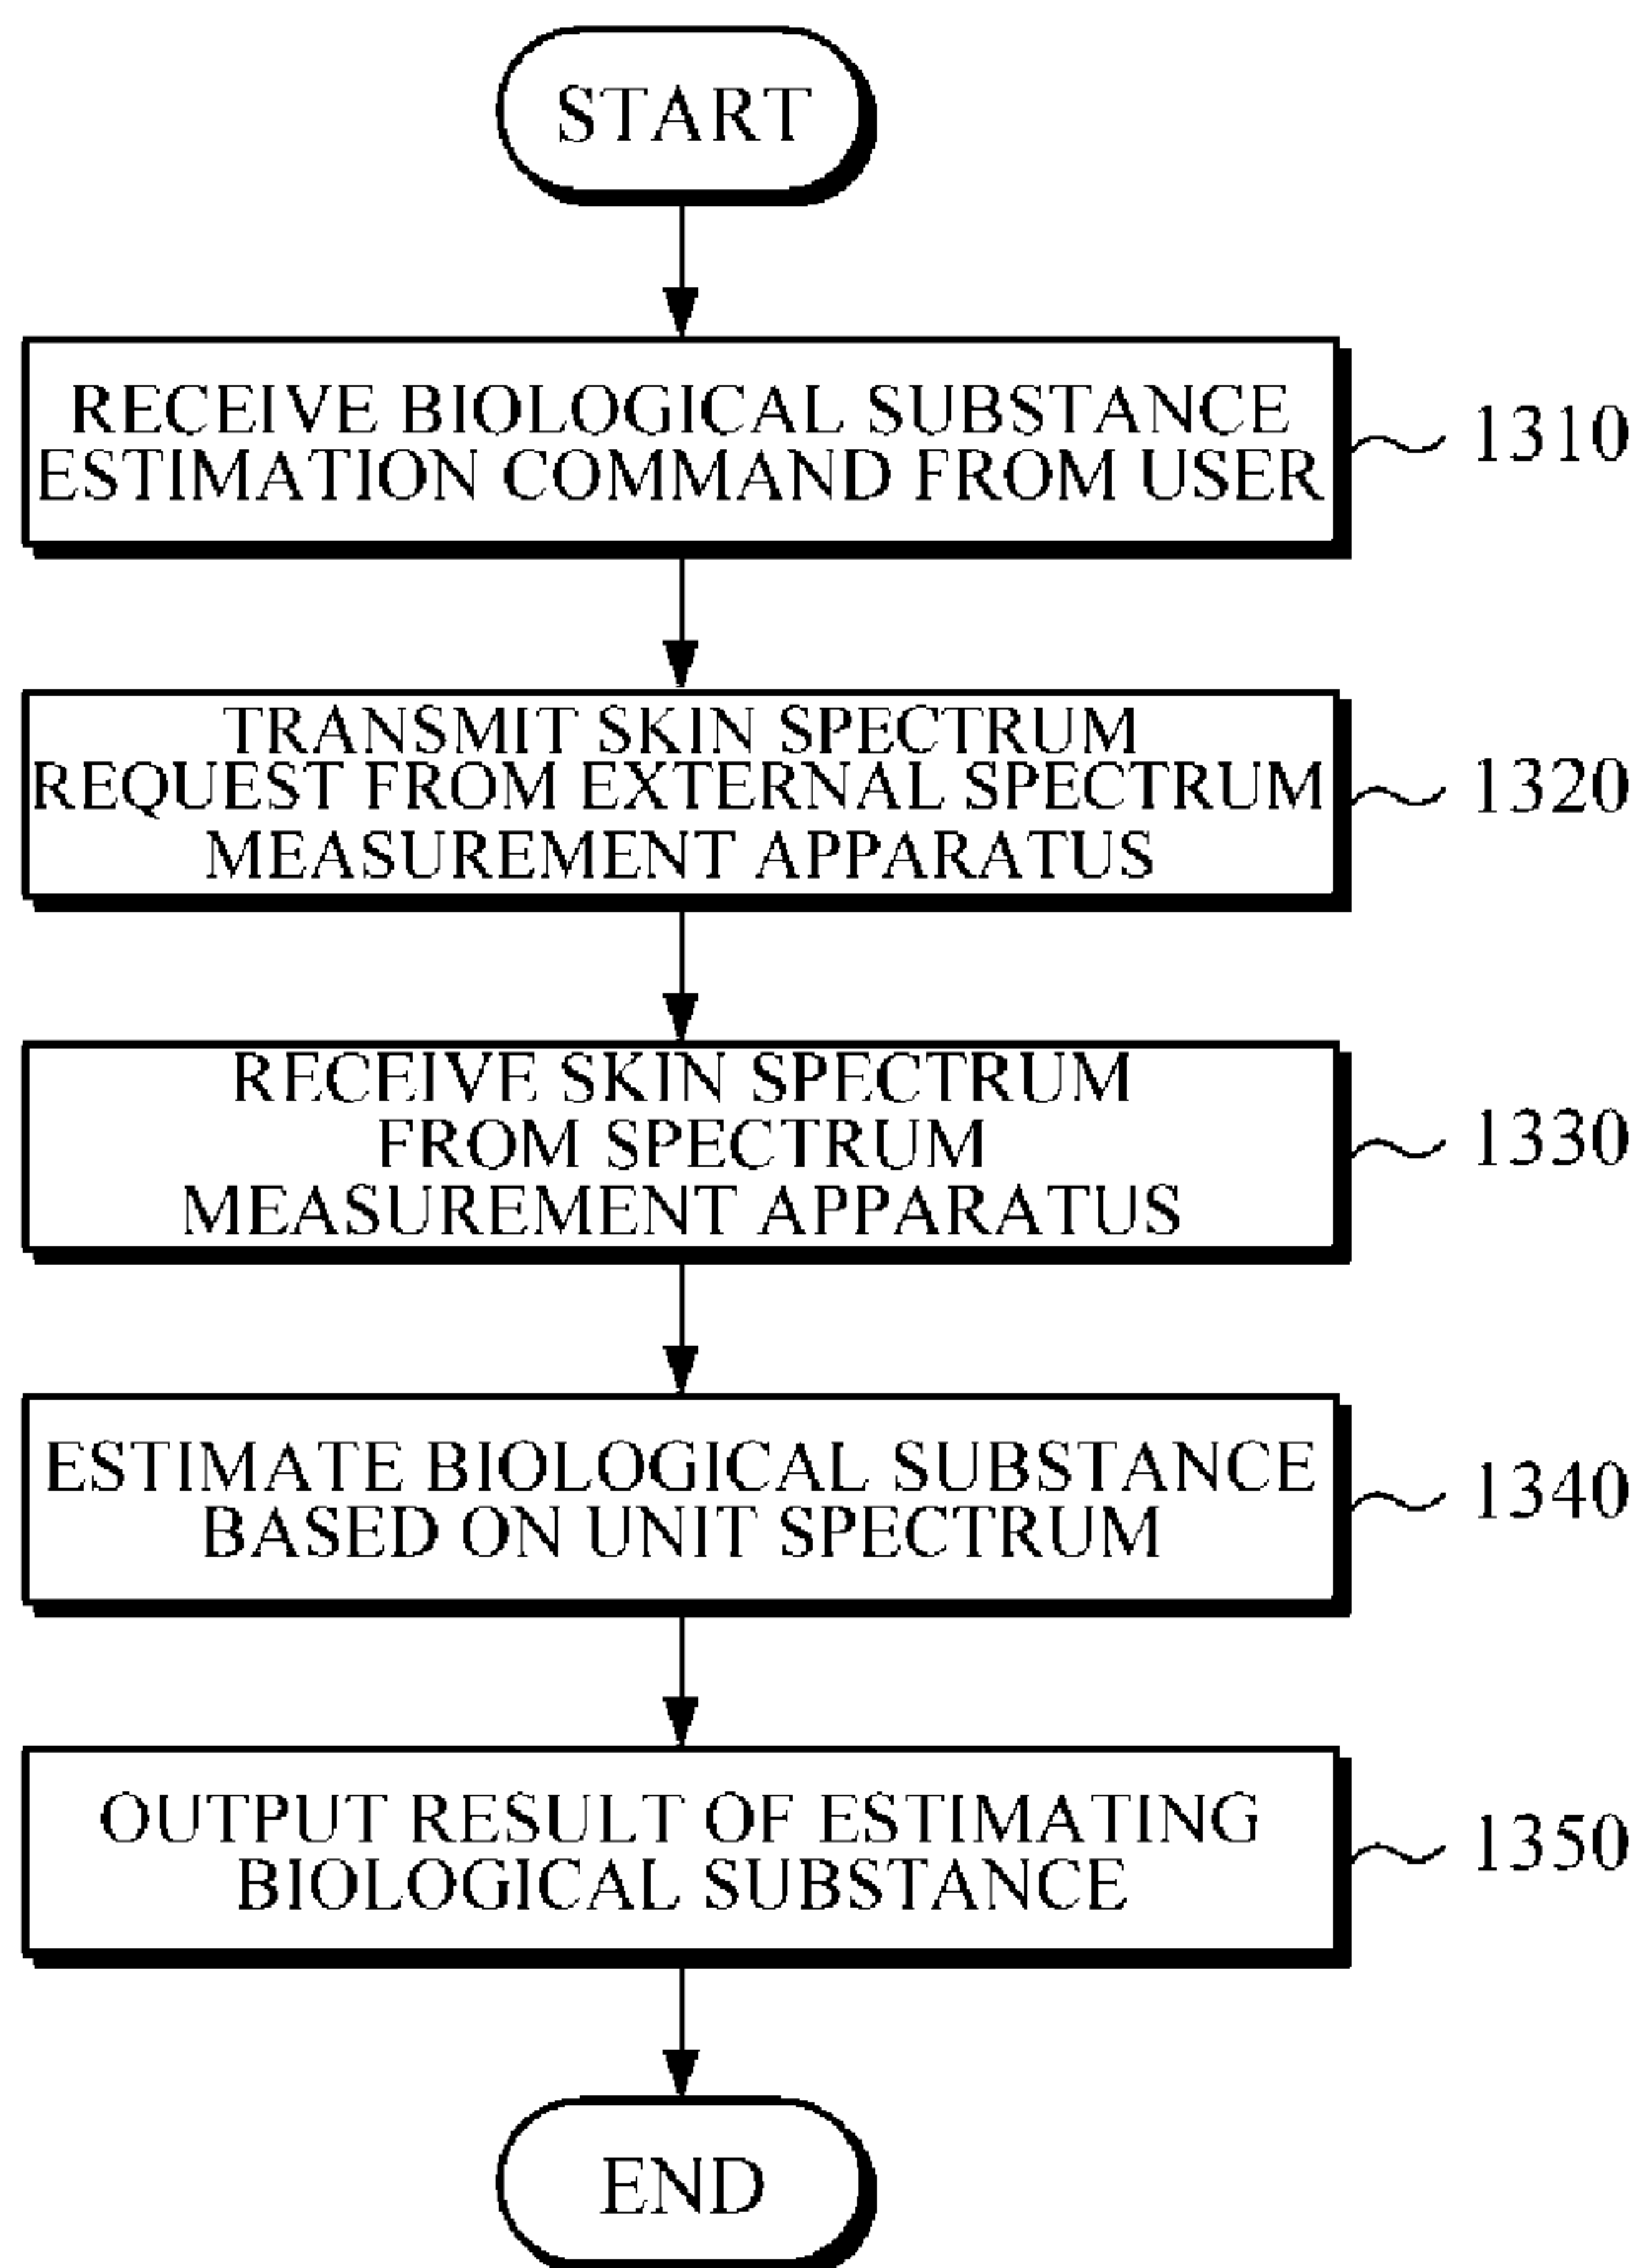 START
RECEIVE BIOLOGICAL SUBSTANCE
ESTIMATION COMMAND FROM USER
1310
TRANSMIT SKIN SPECTRUM
REQUEST FROM EXTERNAL SPECTRUM
MEASUREMENT APPARATUS
1320
RECEIVE SKIN SPECTRUM
FROM SPECTRUM
MEASUREMENT APPARATUS
1330
ESTIMATE BIOLOGICAL SUBSTANCE
BASED ON UNIT SPECTRUM
1340
OUTPUT RESULT OF ESTIMATING
BIOLOGICAL SUBSTANCE
1350
END